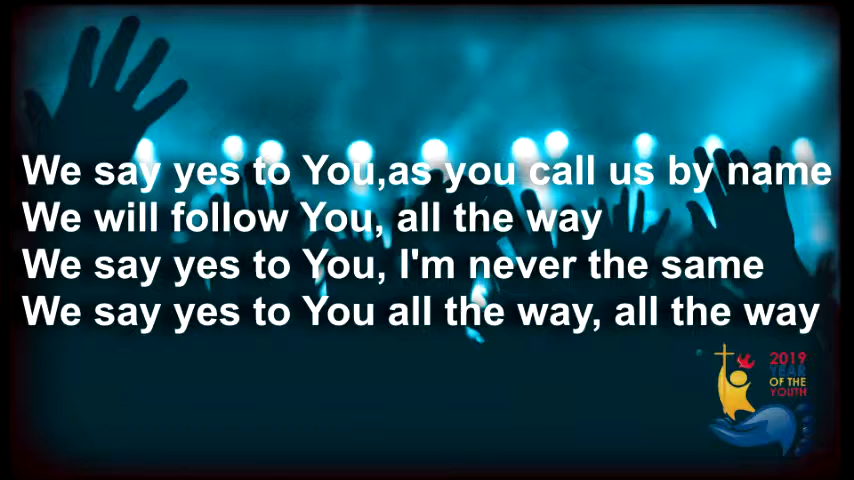 We say yes to You,as you call us by name
We will follow You, all the way
We say yes to You, I'm never the same
We say yes to You all the way, all the way
2019
YEAR
OF THE
YOUTH